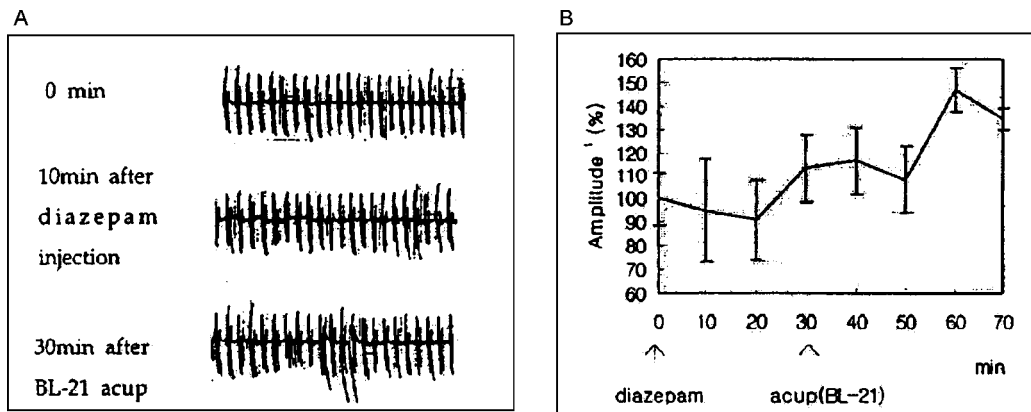 A
0 min
10min after
diazepam
injection
30min after
BL-21 acup
B
Amplitude ¹ (%)
160
150
140
130
120
110
100
90
80
70
60
0 10 20 30 40 50 60 70
min
diazepam acup(BL-21)